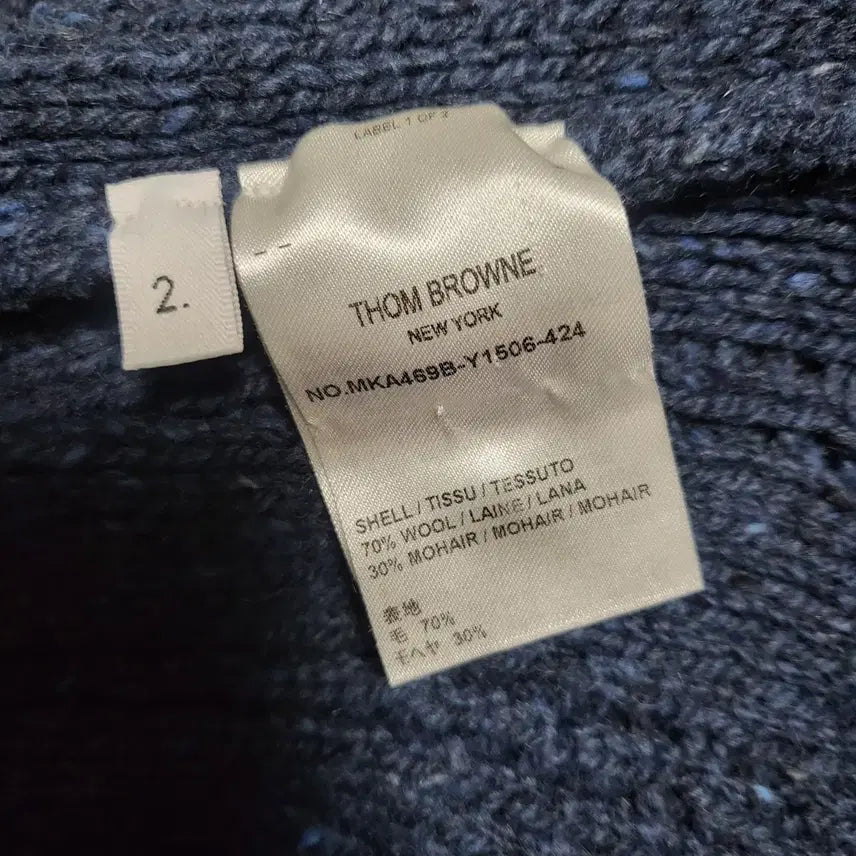 LABEL 1 OF 3
2.
THOM BROWNE
NEW YORK
NO.MKA469B-Y1506-424
SHELL / TISSU / TESSUTO
70% WOOL / LAINE / LANA
30% MOHAIR / MOHAIR / MOHAIR
表地
毛 70%
モヘヤ 30%